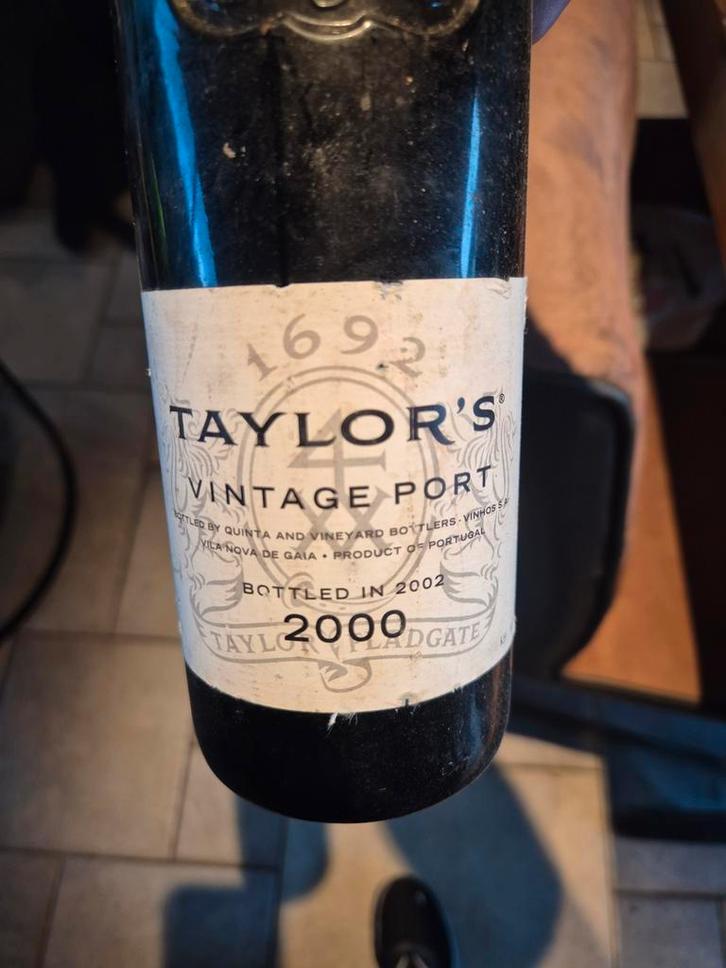 1692
TAYLOR'S®
VINTAGE PORT
BOTTLED BY QUINTA AND VINEYARD BOTTLERS · VINHOS S.A.
VILA NOVA DE GAIA • PRODUCT OF PORTUGAL
BOTTLED IN 2002
2000
TAYLOR FLADGATE